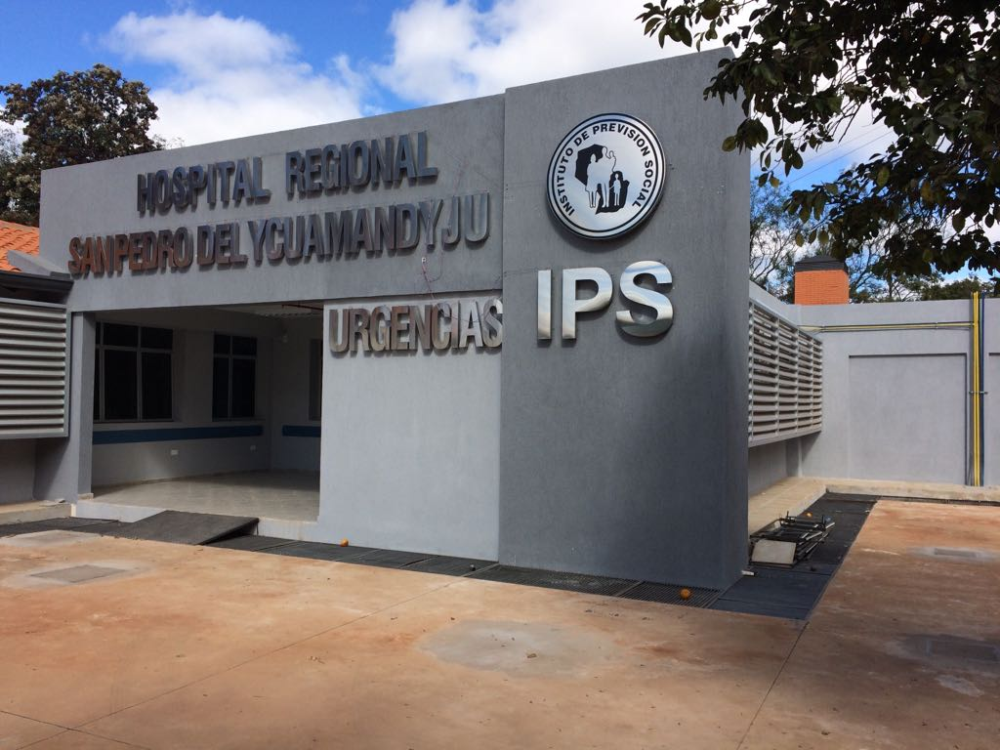 HOSPITAL REGIONAL
SAN PEDRO DEL YCUAMANDYJU
URGENCIAS
INSTITUTO DE PREVISION SOCIAL
IPS